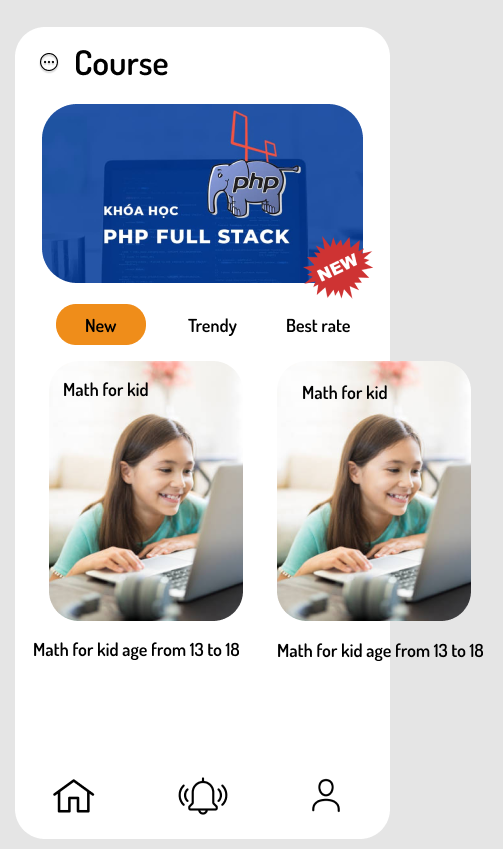 Course
php
KHÓA HỌC
PHP FULL STACK
NEW
New
Trendy
Best rate
Math for kid
Math for kid
Math for kid age from 13 to 18
Math for kid age from 13 to 18